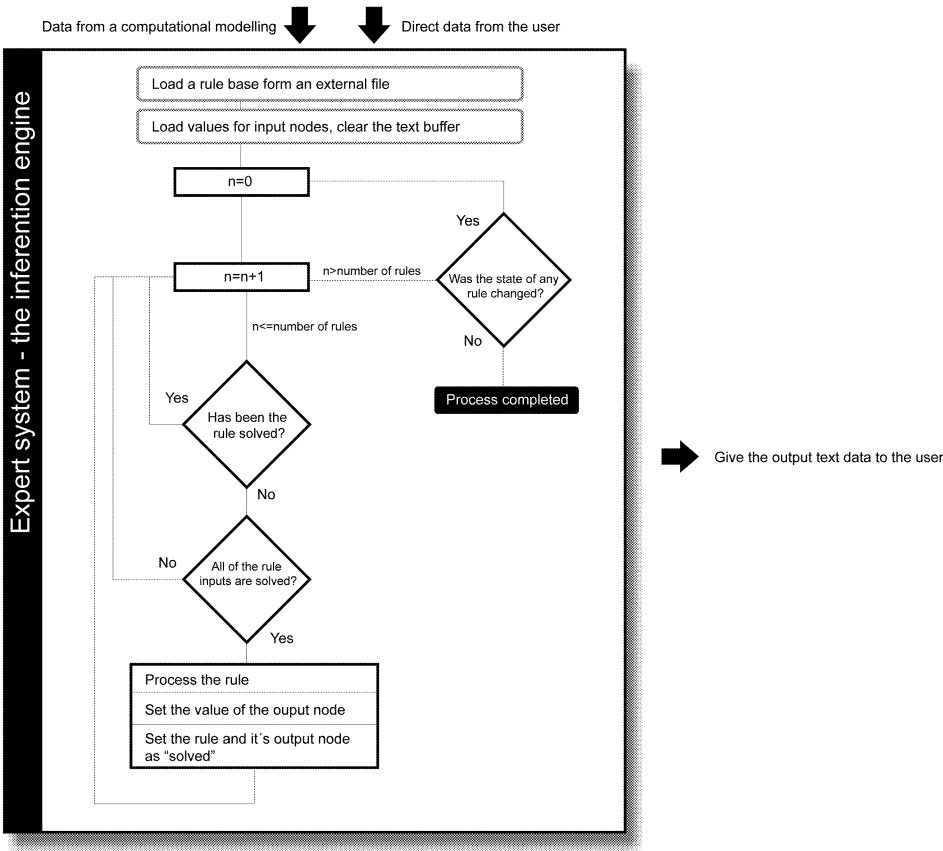 Data from a computational modelling
Direct data from the user
Expert system - the inferention engine
Load a rule base form an external file
Load values for input nodes, clear the text buffer
n=0
Yes
Was the state of any
rule changed?
n>number of rules
n=n+1
No
n<=number of rules
Process completed
Yes
Has been the
rule solved?
No
Give the output text data to the user
No
All of the rule
inputs are solved?
Yes
Process the rule
Set the value of the ouput node
Set the rule and it´s output node
as “solved”